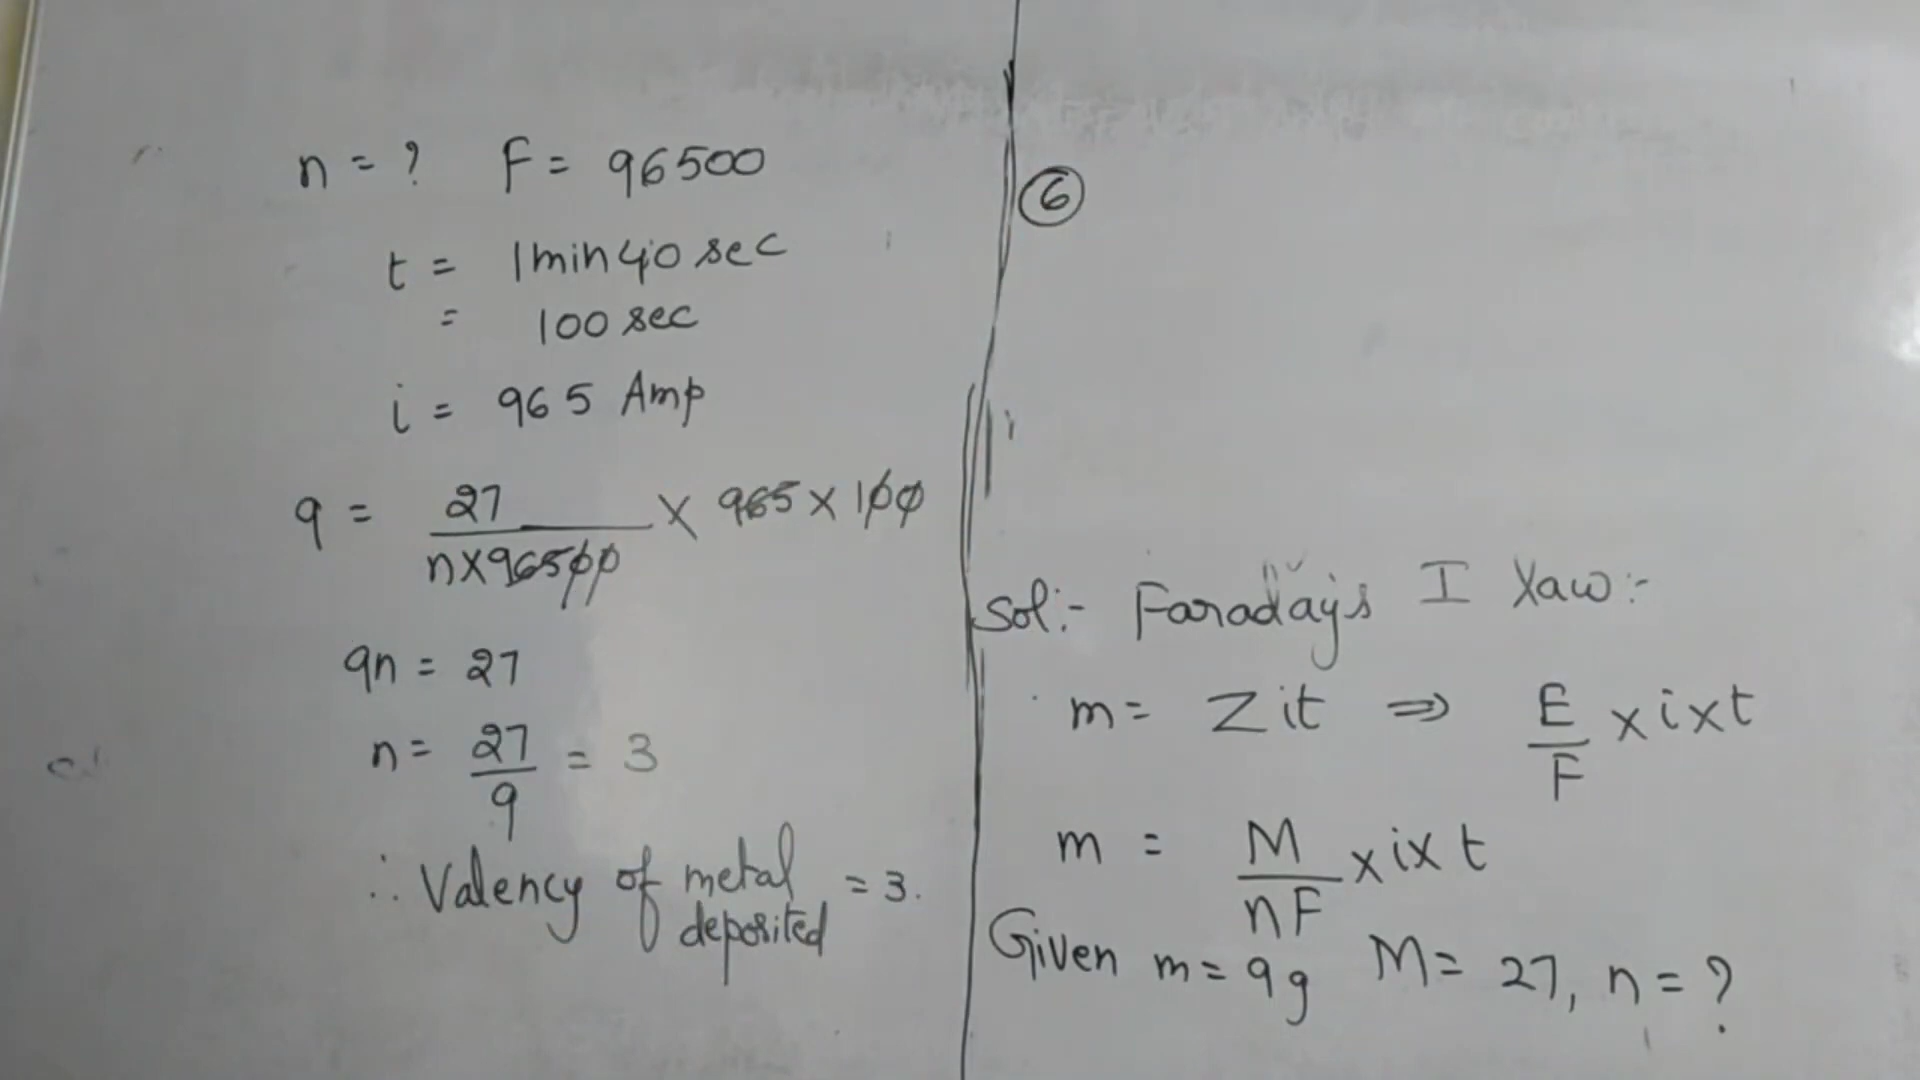 n = ? F = 96500
t = 1min 40 sec
= 100 sec
i = 965 Amp
9 = 27 / n×96500 × 965 × 100
9n = 27
n = 27/9 = 3
∴ Valency of metal deposited = 3.
6
Sol:- Faraday's I Law:-
m = Zit ⇒ E/F × i × t
m = M/nF × i × t
Given m = 9g M = 27, n = ?